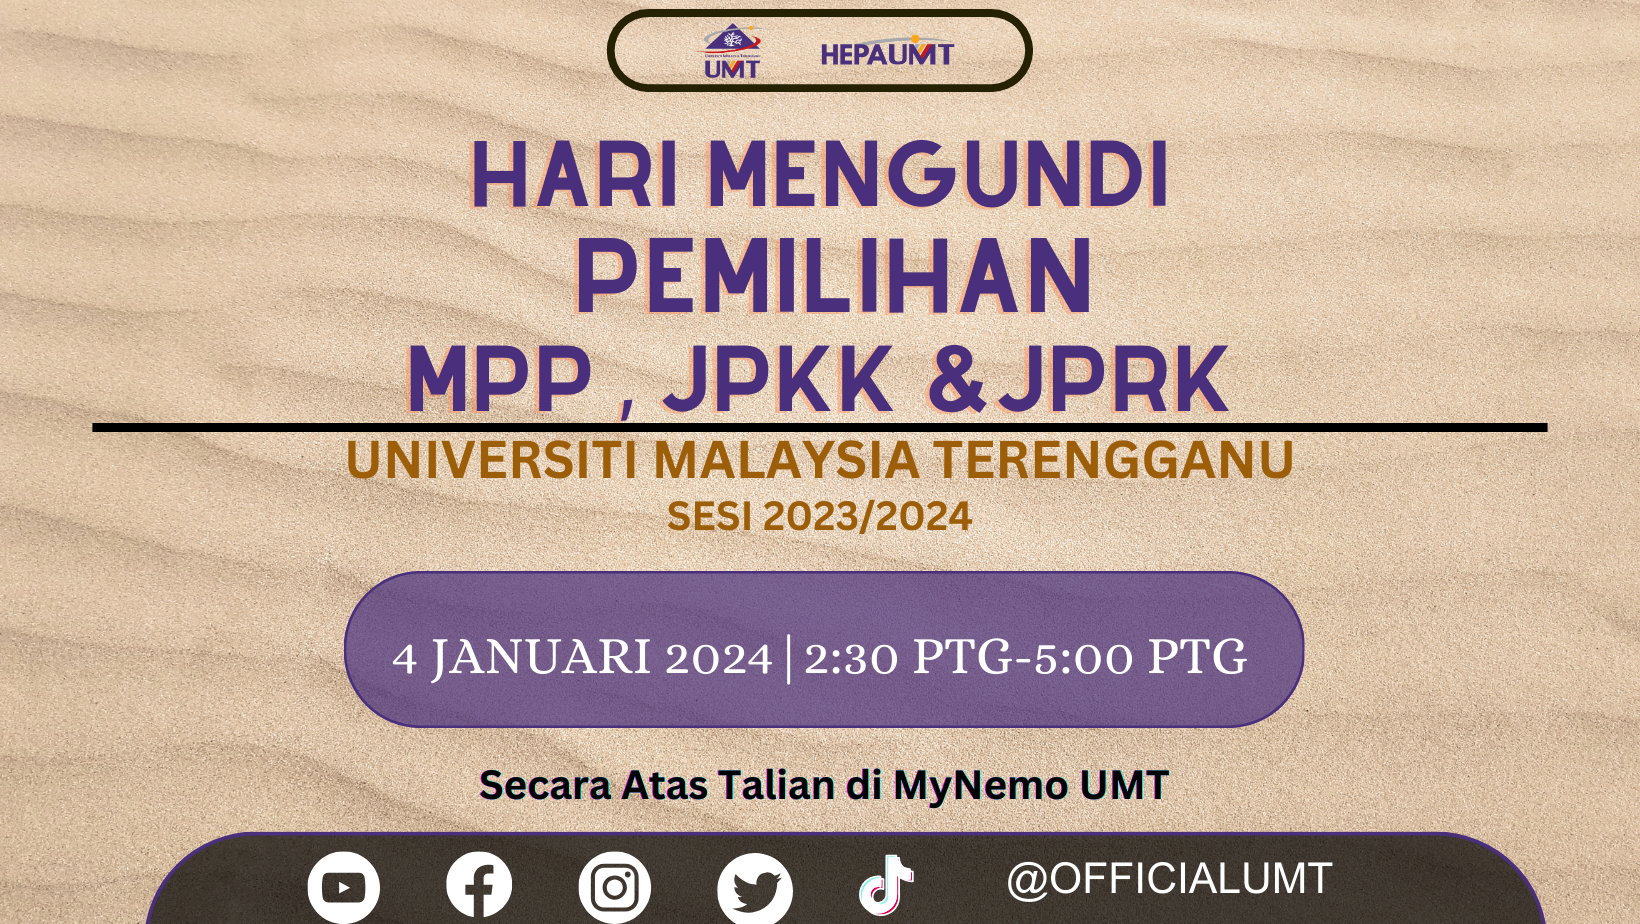 UMT
HEPAUMT
HARI MENGUNDI
PEMILIHAN
MPP , JPKK & JPRK
UNIVERSITI MALAYSIA TERENGGANU
SESI 2023/2024
4 JANUARI 2024 | 2:30 PTG-5:00 PTG
Secara Atas Talian di MyNemo UMT
@OFFICIALUMT